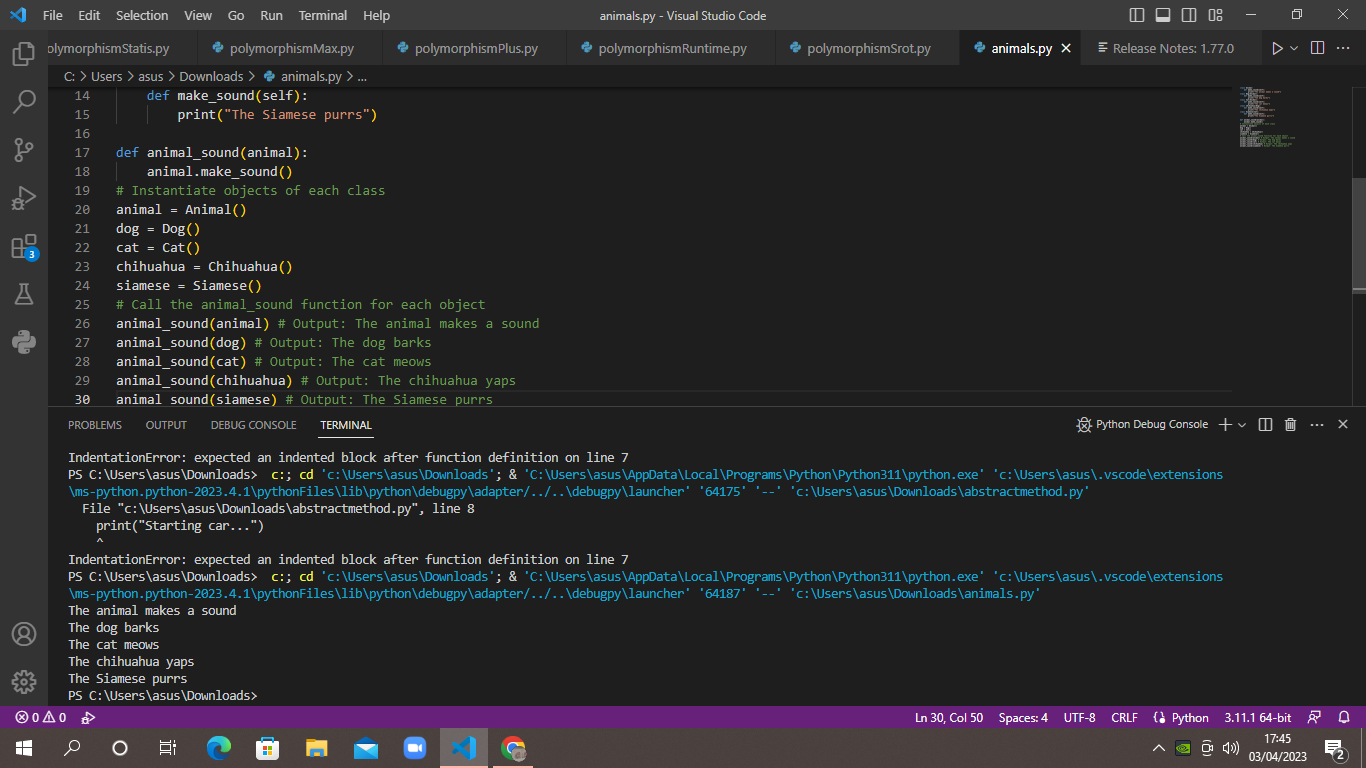 File Edit Selection View Go Run Terminal Help animals.py - Visual Studio Code
olymorphismStatis.py polymorphismMax.py polymorphismPlus.py polymorphismRuntime.py polymorphismSrot.py animals.py Release Notes: 1.77.0
C: > Users > asus > Downloads > animals.py > ...
14 def make_sound(self):
15 print("The Siamese purrs")
16
17 def animal_sound(animal):
18 animal.make_sound()
19 # Instantiate objects of each class
20 animal = Animal()
21 dog = Dog()
22 cat = Cat()
23 chihuahua = Chihuahua()
24 siamese = Siamese()
25 # Call the animal_sound function for each object
26 animal_sound(animal) # Output: The animal makes a sound
27 animal_sound(dog) # Output: The dog barks
28 animal_sound(cat) # Output: The cat meows
29 animal_sound(chihuahua) # Output: The chihuahua yaps
30 animal_sound(siamese) # Output: The Siamese purrs
3
PROBLEMS OUTPUT DEBUG CONSOLE TERMINAL Python Debug Console
IndentationError: expected an indented block after function definition on line 7
PS C:\Users\asus\Downloads> c:; cd 'c:\Users\asus\Downloads'; & 'C:\Users\asus\AppData\Local\Programs\Python\Python311\python.exe' 'c:\Users\asus\.vscode\extensions
\ms-python.python-2023.4.1\pythonFiles\lib\python\debugpy\adapter/../..\debugpy\launcher' '64175' '--' 'c:\Users\asus\Downloads\abstractmethod.py'
File "c:\Users\asus\Downloads\abstractmethod.py", line 8
print("Starting car...")
^
IndentationError: expected an indented block after function definition on line 7
PS C:\Users\asus\Downloads> c:; cd 'c:\Users\asus\Downloads'; & 'C:\Users\asus\AppData\Local\Programs\Python\Python311\python.exe' 'c:\Users\asus\.vscode\extensions
\ms-python.python-2023.4.1\pythonFiles\lib\python\debugpy\adapter/../..\debugpy\launcher' '64187' '--' 'c:\Users\asus\Downloads\animals.py'
The animal makes a sound
The dog barks
The cat meows
The chihuahua yaps
The Siamese purrs
PS C:\Users\asus\Downloads>
0 0 Ln 30, Col 50 Spaces: 4 UTF-8 CRLF Python 3.11.1 64-bit
17:45
03/04/2023
2